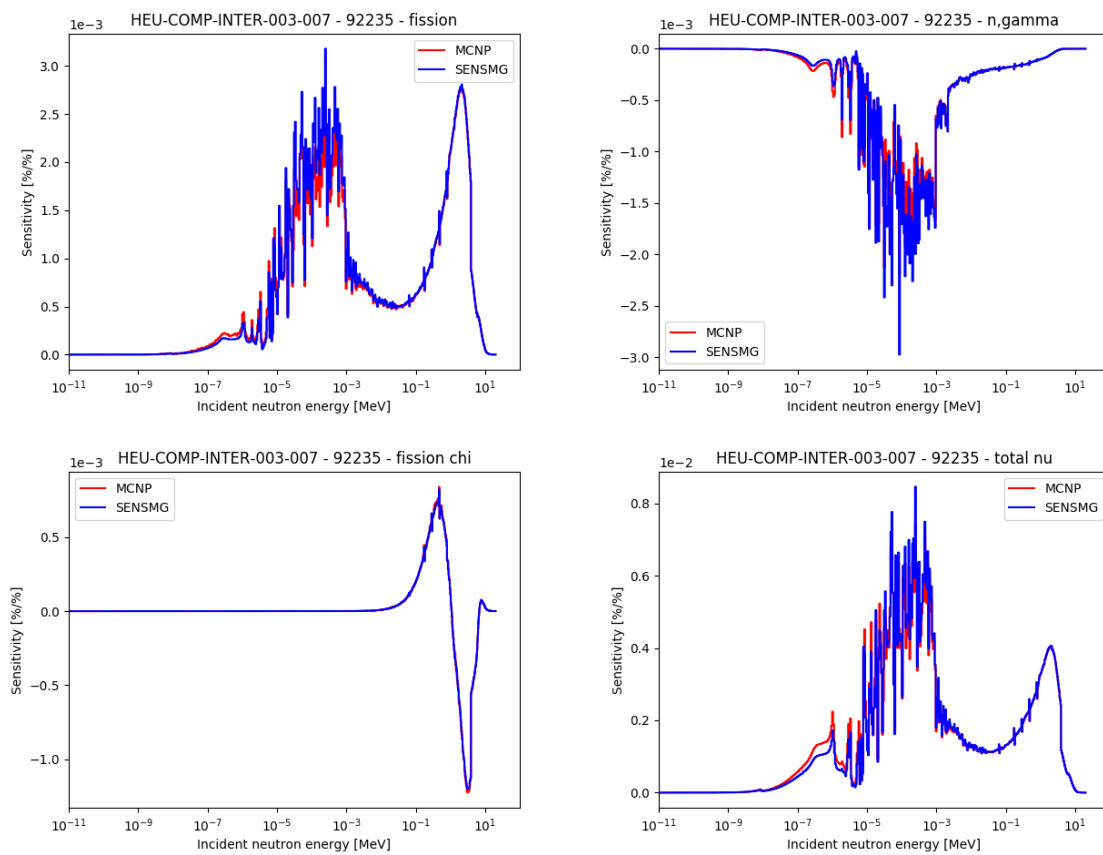 HEU-COMP-INTER-003-007 - 92235 - fission
1e−3
MCNP
SENSMG
3.0
2.5
2.0
1.5
1.0
0.5
0.0
Sensitivity [%/%]
10⁻¹¹ 10⁻⁹ 10⁻⁷ 10⁻⁵ 10⁻³ 10⁻¹ 10¹
Incident neutron energy [MeV]
HEU-COMP-INTER-003-007 - 92235 - n,gamma
1e−3
0.0
−0.5
−1.0
−1.5
−2.0
−2.5
−3.0
Sensitivity [%/%]
MCNP
SENSMG
10⁻¹¹ 10⁻⁹ 10⁻⁷ 10⁻⁵ 10⁻³ 10⁻¹ 10¹
Incident neutron energy [MeV]
HEU-COMP-INTER-003-007 - 92235 - fission chi
1e−3
MCNP
SENSMG
0.5
0.0
−0.5
−1.0
Sensitivity [%/%]
10⁻¹¹ 10⁻⁹ 10⁻⁷ 10⁻⁵ 10⁻³ 10⁻¹ 10¹
Incident neutron energy [MeV]
HEU-COMP-INTER-003-007 - 92235 - total nu
1e−2
MCNP
SENSMG
0.8
0.6
0.4
0.2
0.0
Sensitivity [%/%]
10⁻¹¹ 10⁻⁹ 10⁻⁷ 10⁻⁵ 10⁻³ 10⁻¹ 10¹
Incident neutron energy [MeV]